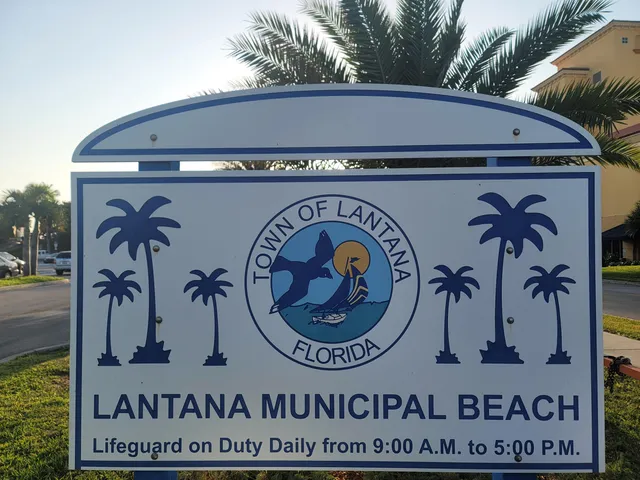 TOWN OF LANTANA
FLORIDA
LANTANA MUNICIPAL BEACH
Lifeguard on Duty Daily from 9:00 A.M. to 5:00 P.M.